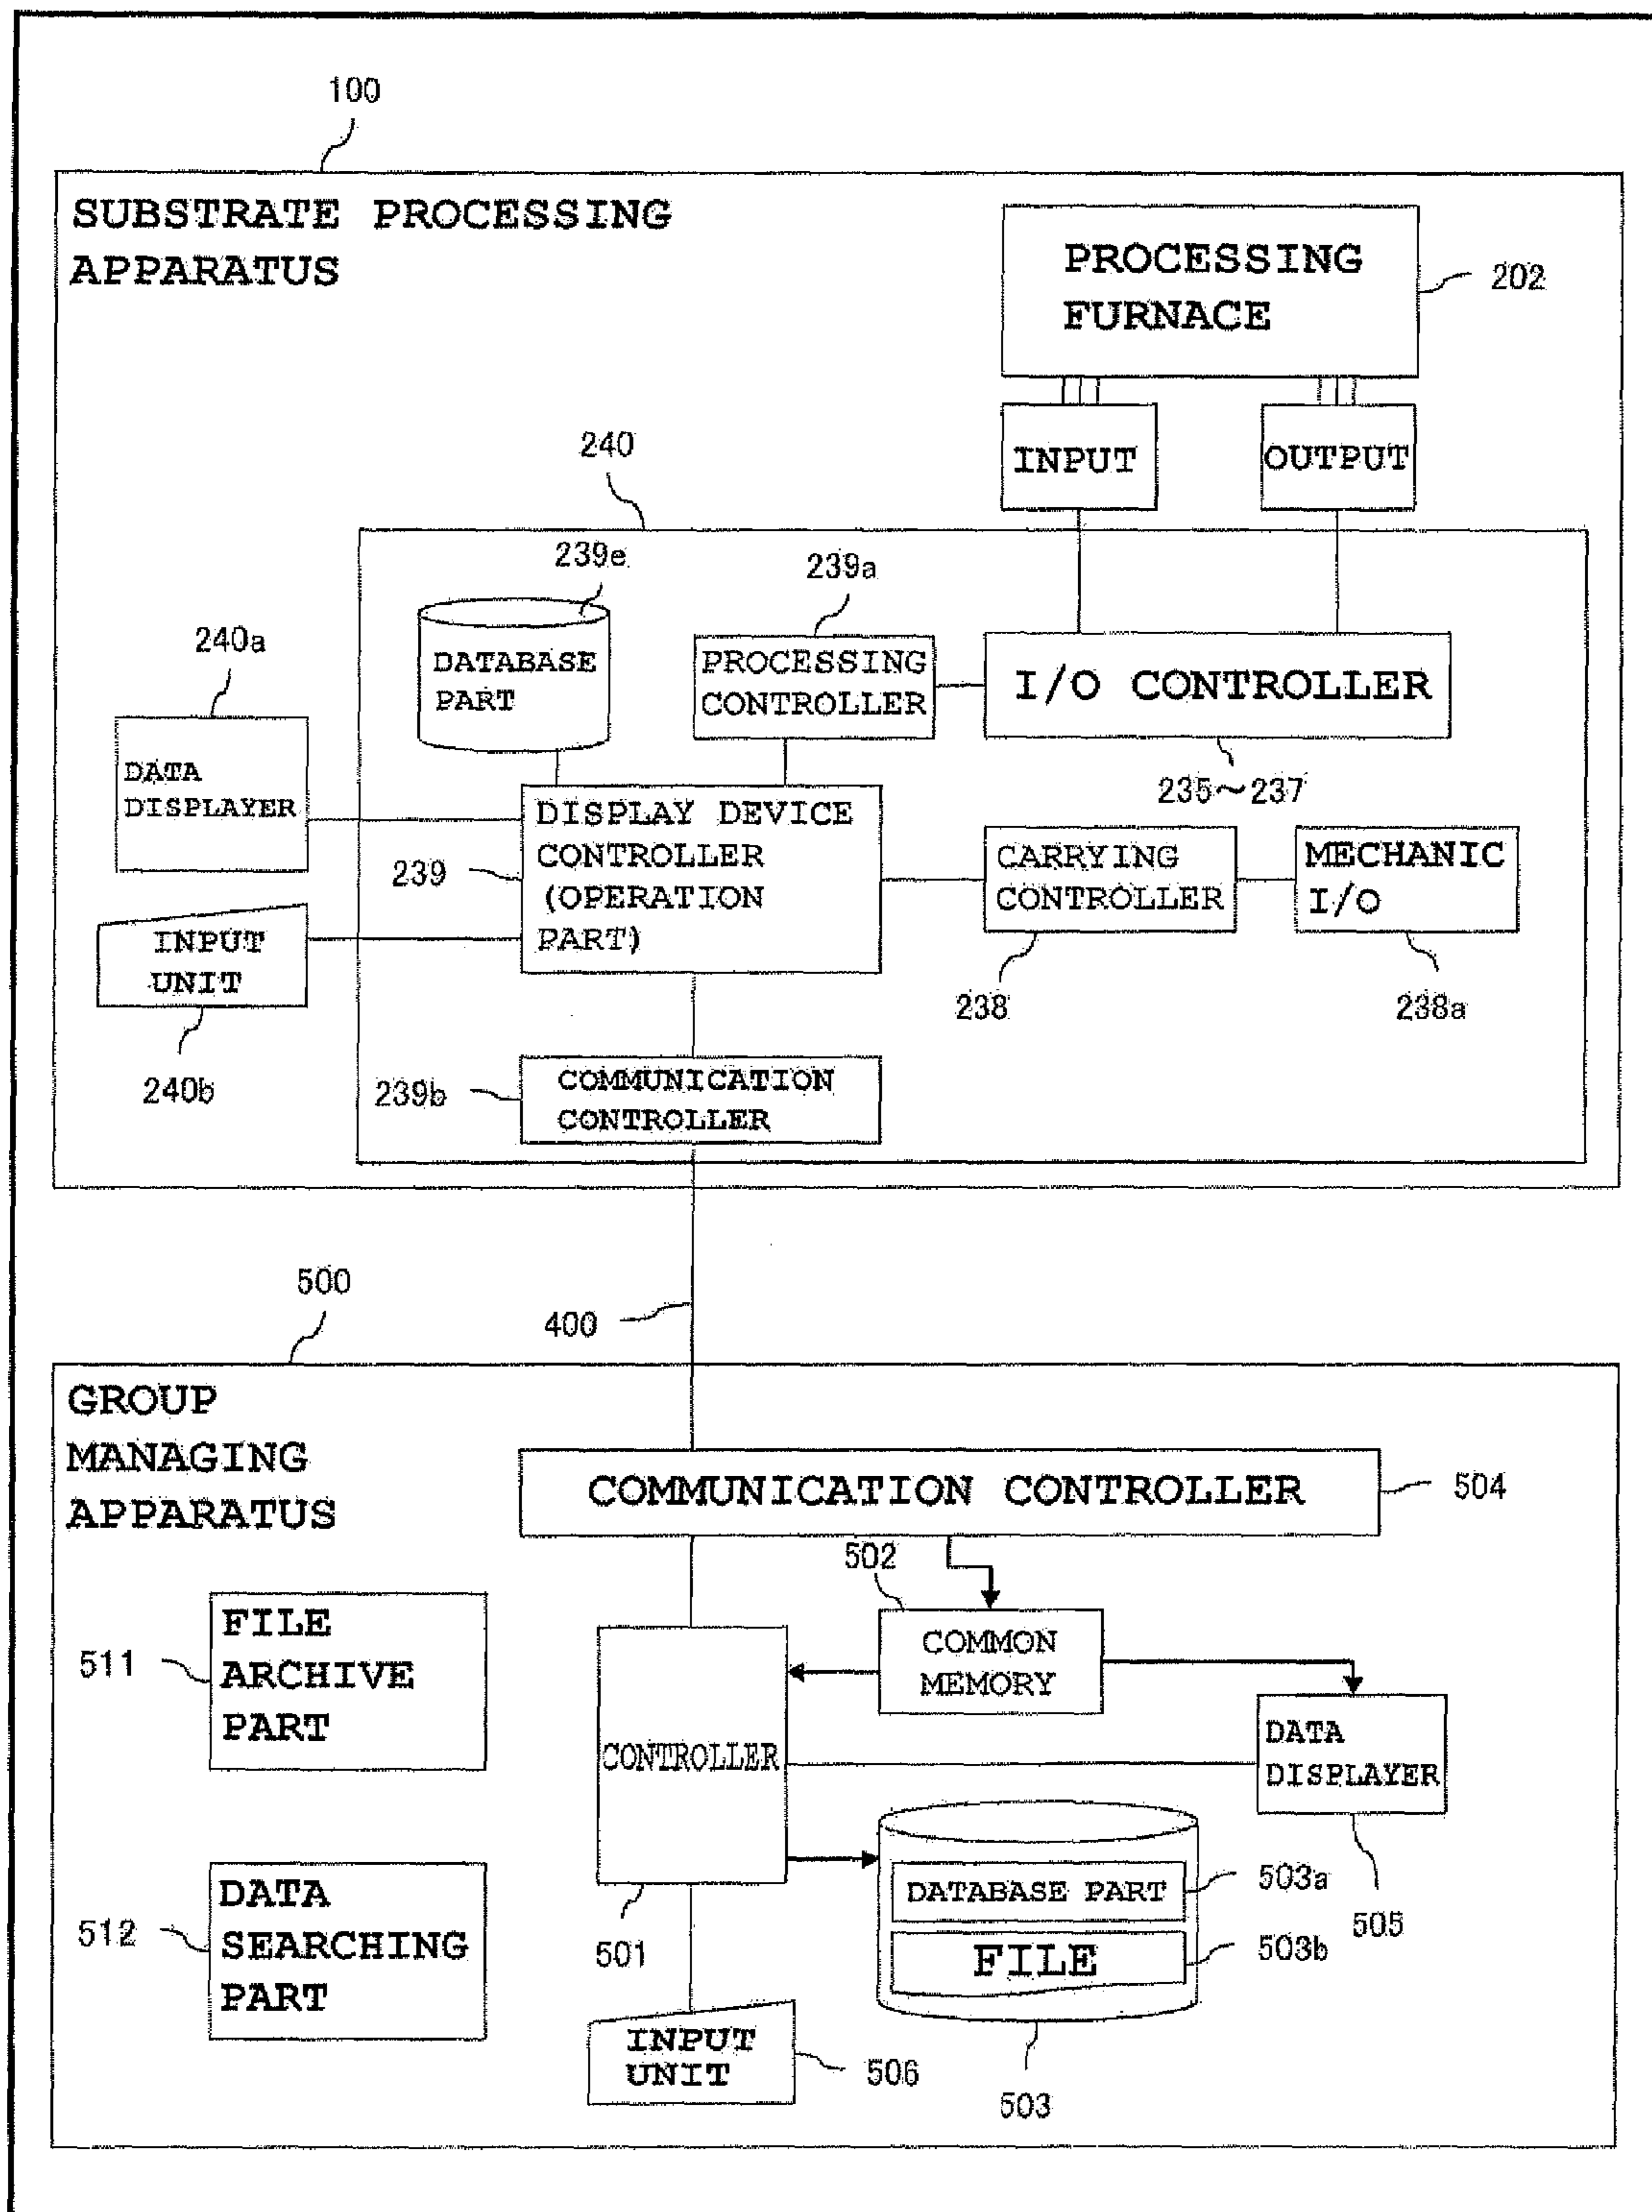 100
SUBSTRATE PROCESSING
APPARATUS
PROCESSING
FURNACE
202
INPUT
OUTPUT
240
239e
239a
DATABASE
PART
PROCESSING
CONTROLLER
I/O CONTROLLER
235~237
240a
DATA
DISPLAYER
239
DISPLAY DEVICE
CONTROLLER
(OPERATION
PART)
CARRYING
CONTROLLER
238
MECHANIC
I/O
238a
INPUT
UNIT
240b
239b
COMMUNICATION
CONTROLLER
400
500
GROUP
MANAGING
APPARATUS
COMMUNICATION CONTROLLER
504
502
COMMON
MEMORY
511
FILE
ARCHIVE
PART
CONTROLLER
501
DATA
DISPLAYER
505
512
DATA
SEARCHING
PART
DATABASE PART
503a
FILE
503b
503
INPUT
UNIT
506